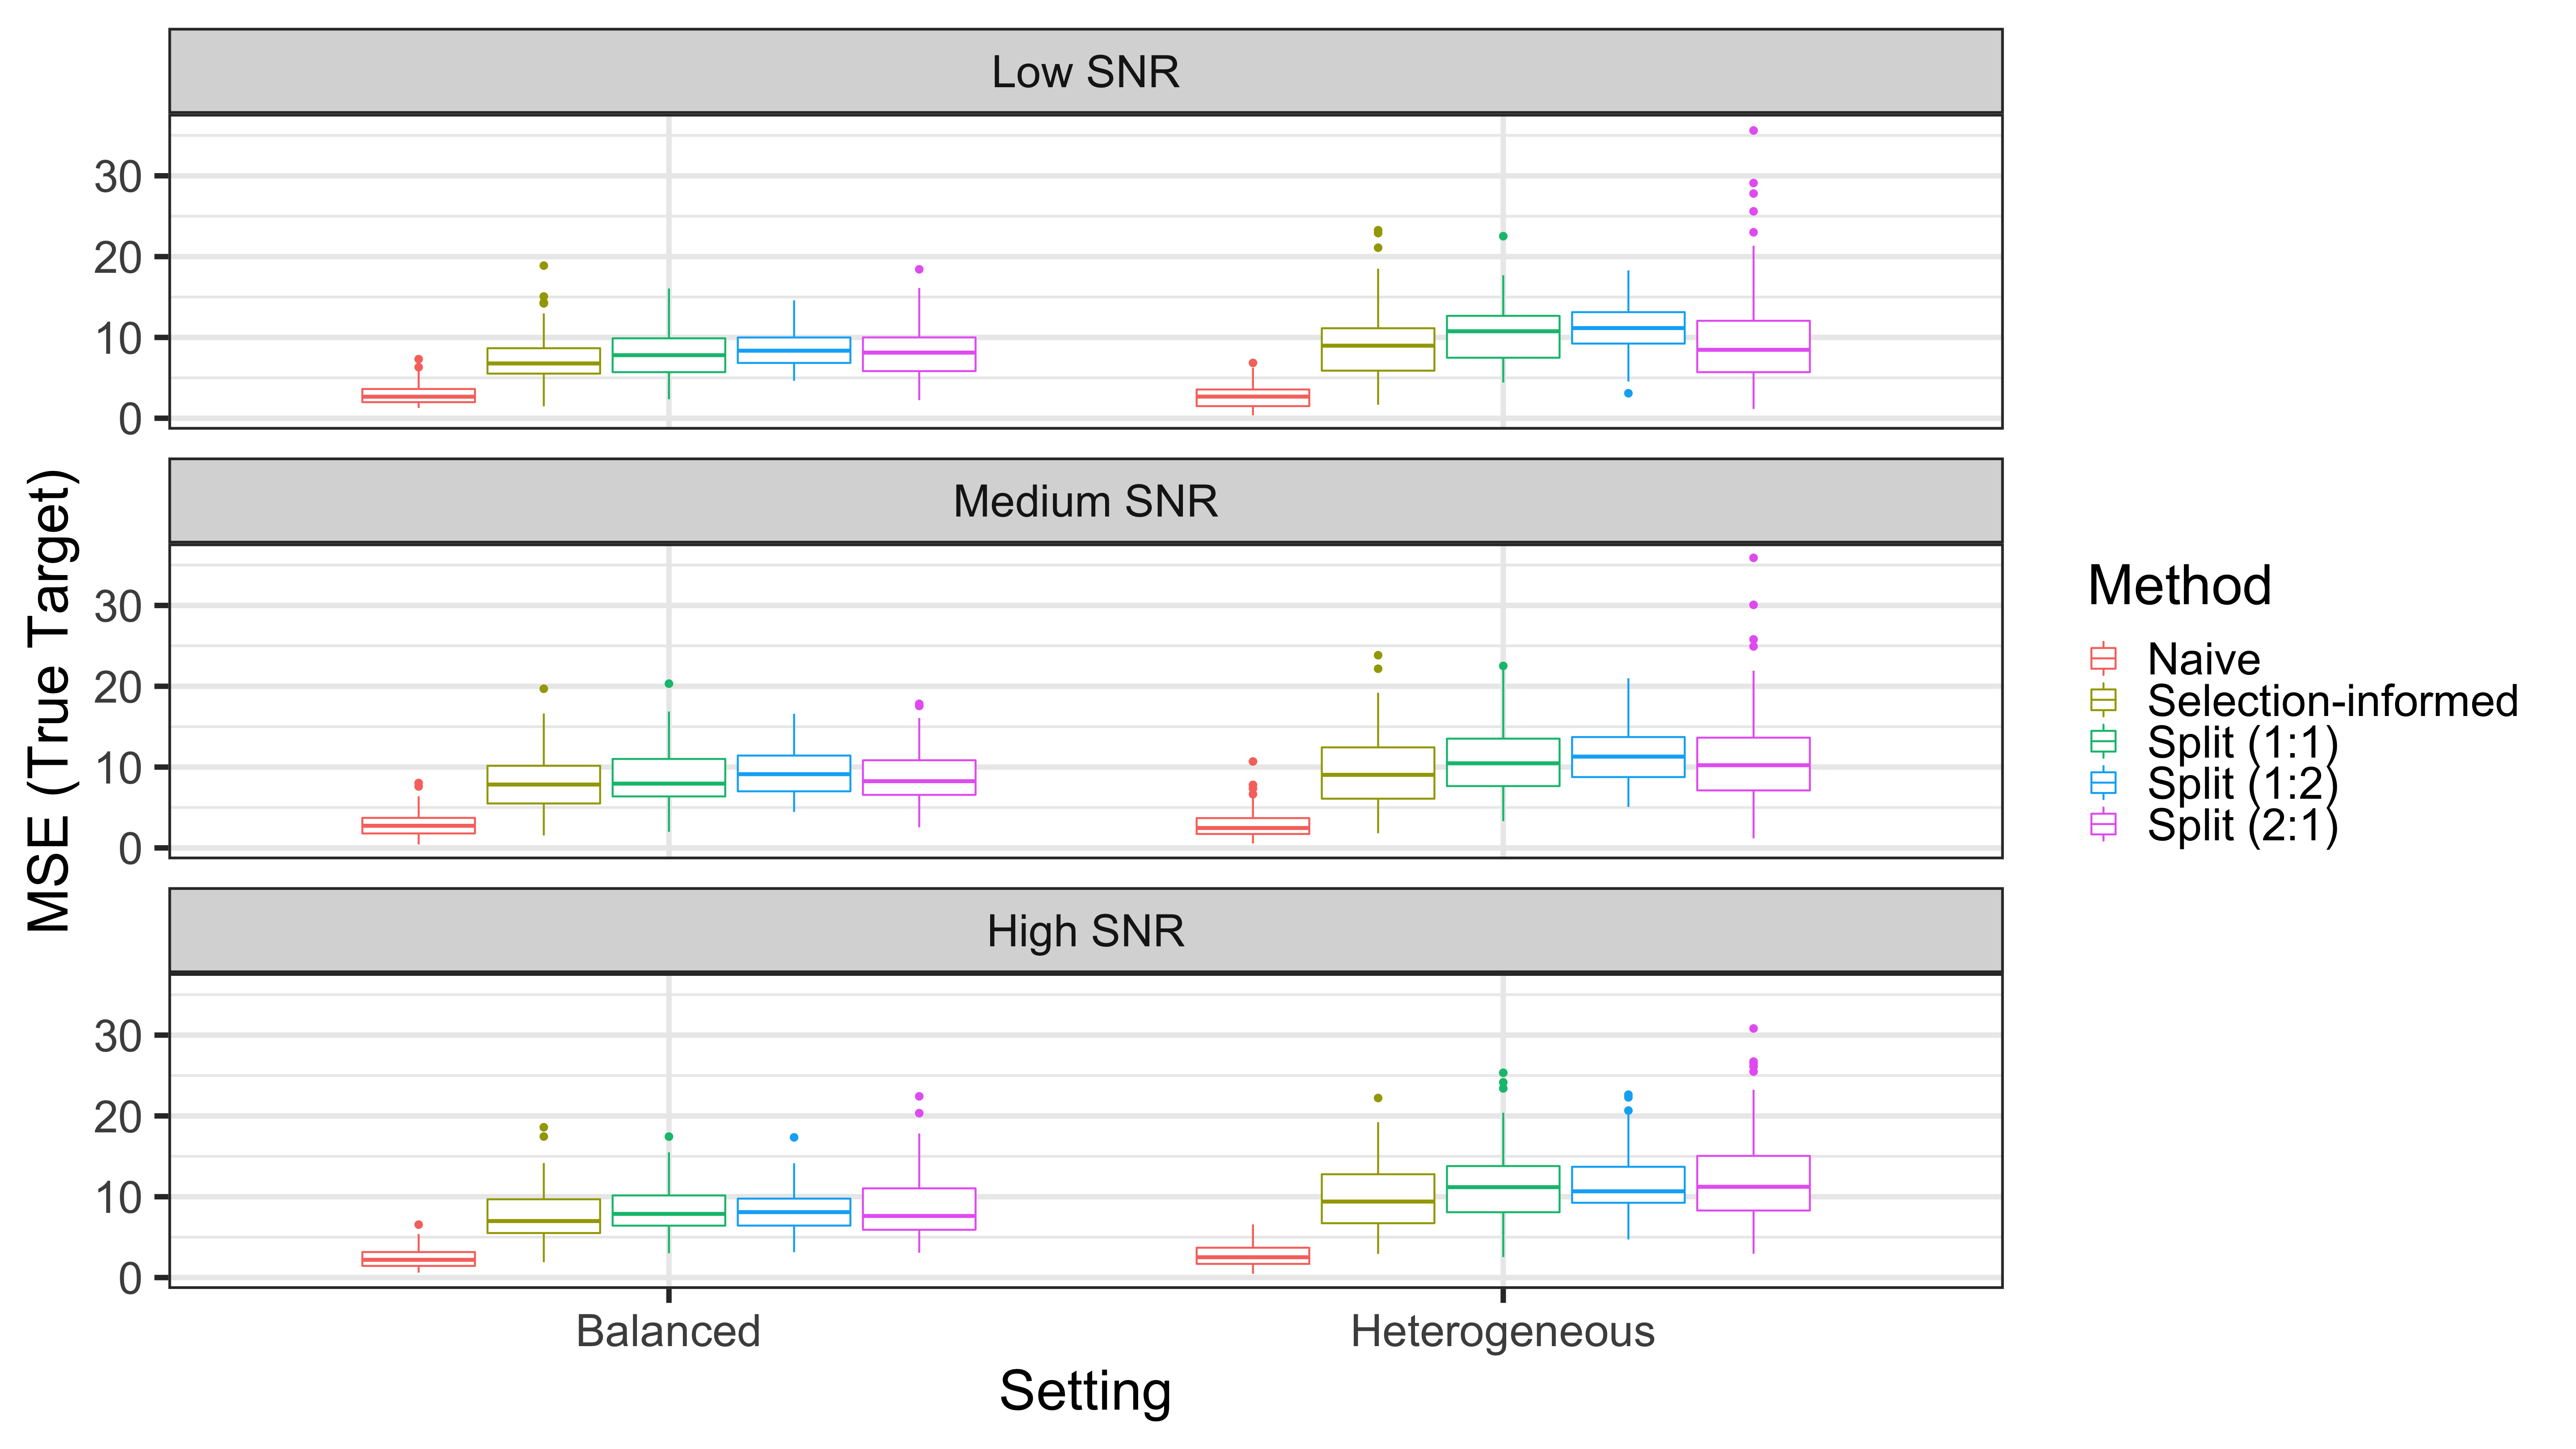 Low SNR
30
20
10
0
Medium SNR
30
20
10
0
High SNR
30
20
10
0
MSE (True Target)
Balanced
Heterogeneous
Setting
Method
Naive
Selection-informed
Split (1:1)
Split (1:2)
Split (2:1)